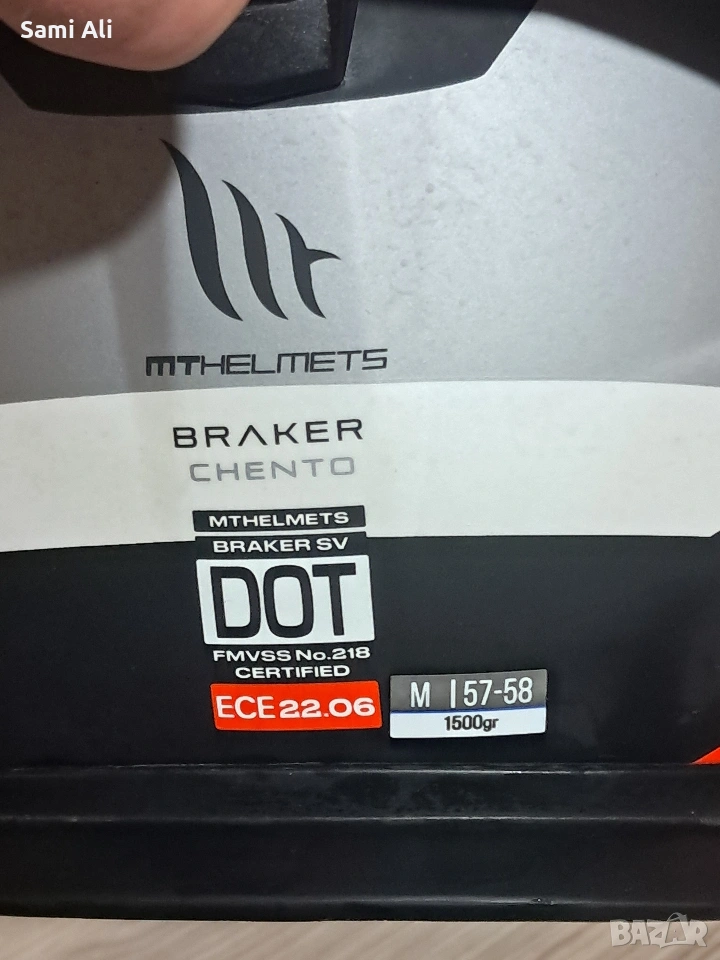 Sami Ali
MTHELMETS
BRAKER
CHENTO
MTHELMETS
BRAKER SV
DOT
FMVSS No.218
CERTIFIED
ECE 22.06
M | 57-58
1500gr
BAZAR